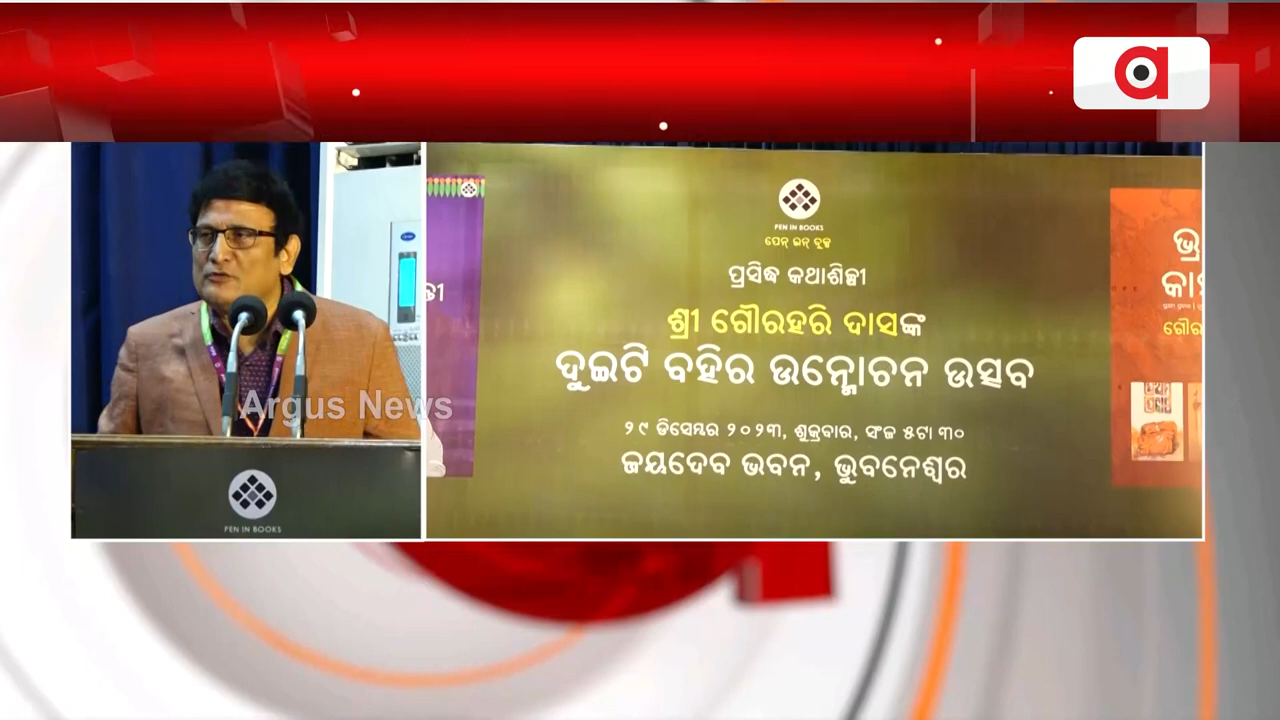 PEN IN BOOKS
ପେନ୍ ଇନ୍ ବୁକ୍ସ
ପ୍ରସିଦ୍ଧ କଥାଶିଳ୍ପୀ
ଶ୍ରୀ ଗୌରହରି ଦାସଙ୍କ
ଦୁଇଟି ବହିର ଉନ୍ମୋଚନ ଉତ୍ସବ
୨୯ ଡିସେମ୍ବର ୨୦୨୩, ଶୁକ୍ରବାର, ସଂଜ ୫ଟା ୩୦
ଜୟଦେବ ଭବନ, ଭୁବନେଶ୍ୱର
Argus News
PEN IN BOOKS